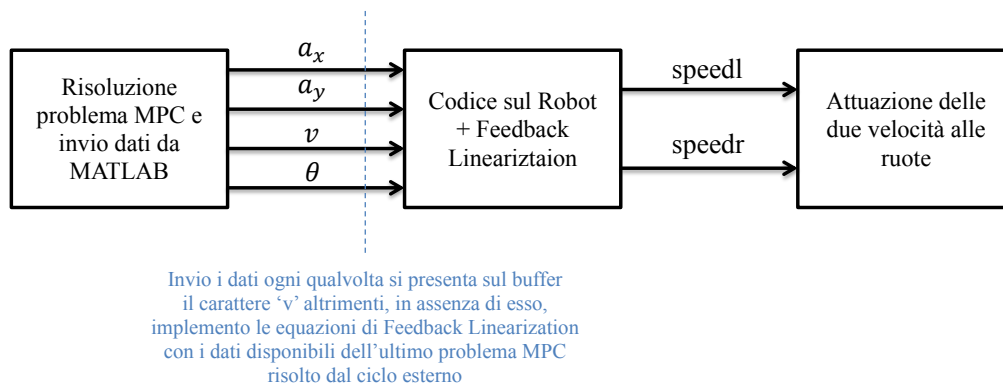 Risoluzione
problema MPC e
invio dati da
MATLAB
a_x
a_y
v
θ
Codice sul Robot
+ Feedback
Lineariztaion
speedl
speedr
Attuazione delle
due velocità alle
ruote
Invio i dati ogni qualvolta si presenta sul buffer
il carattere ‘v’ altrimenti, in assenza di esso,
implemento le equazioni di Feedback Linearization
con i dati disponibili dell’ultimo problema MPC
risolto dal ciclo esterno